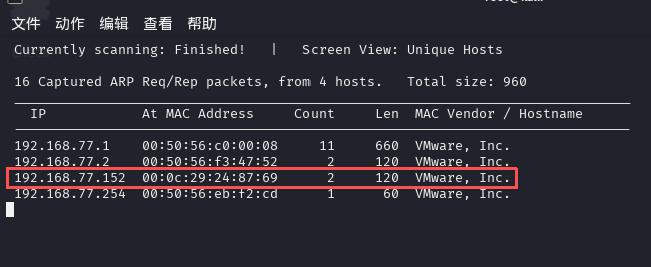 文件 动作 编辑 查看 帮助
Currently scanning: Finished!   |   Screen View: Unique Hosts
16 Captured ARP Req/Rep packets, from 4 hosts.   Total size: 960
IP            At MAC Address     Count     Len  MAC Vendor / Hostname
192.168.77.1    00:50:56:c0:00:08     11     660  VMware, Inc.
192.168.77.2    00:50:56:f3:47:52      2     120  VMware, Inc.
192.168.77.152  00:0c:29:24:87:69      2     120  VMware, Inc.
192.168.77.254  00:50:56:eb:f2:cd      1      60  VMware, Inc.